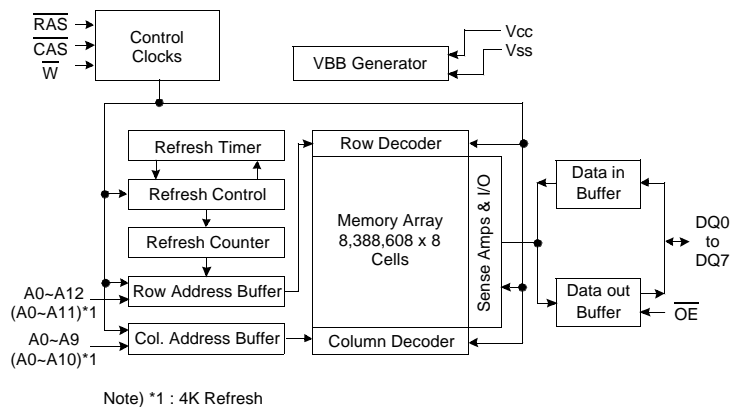 RAS
CAS
W
Control
Clocks
VBB Generator
Vcc
Vss
Refresh Timer
Refresh Control
Refresh Counter
Row Address Buffer
Col. Address Buffer
A0~A12
(A0~A11)*1
A0~A9
(A0~A10)*1
Row Decoder
Memory Array
8,388,608 x 8
Cells
Column Decoder
Sense Amps & I/O
Data in
Buffer
Data out
Buffer
DQ0
to
DQ7
OE
Note) *1 : 4K Refresh